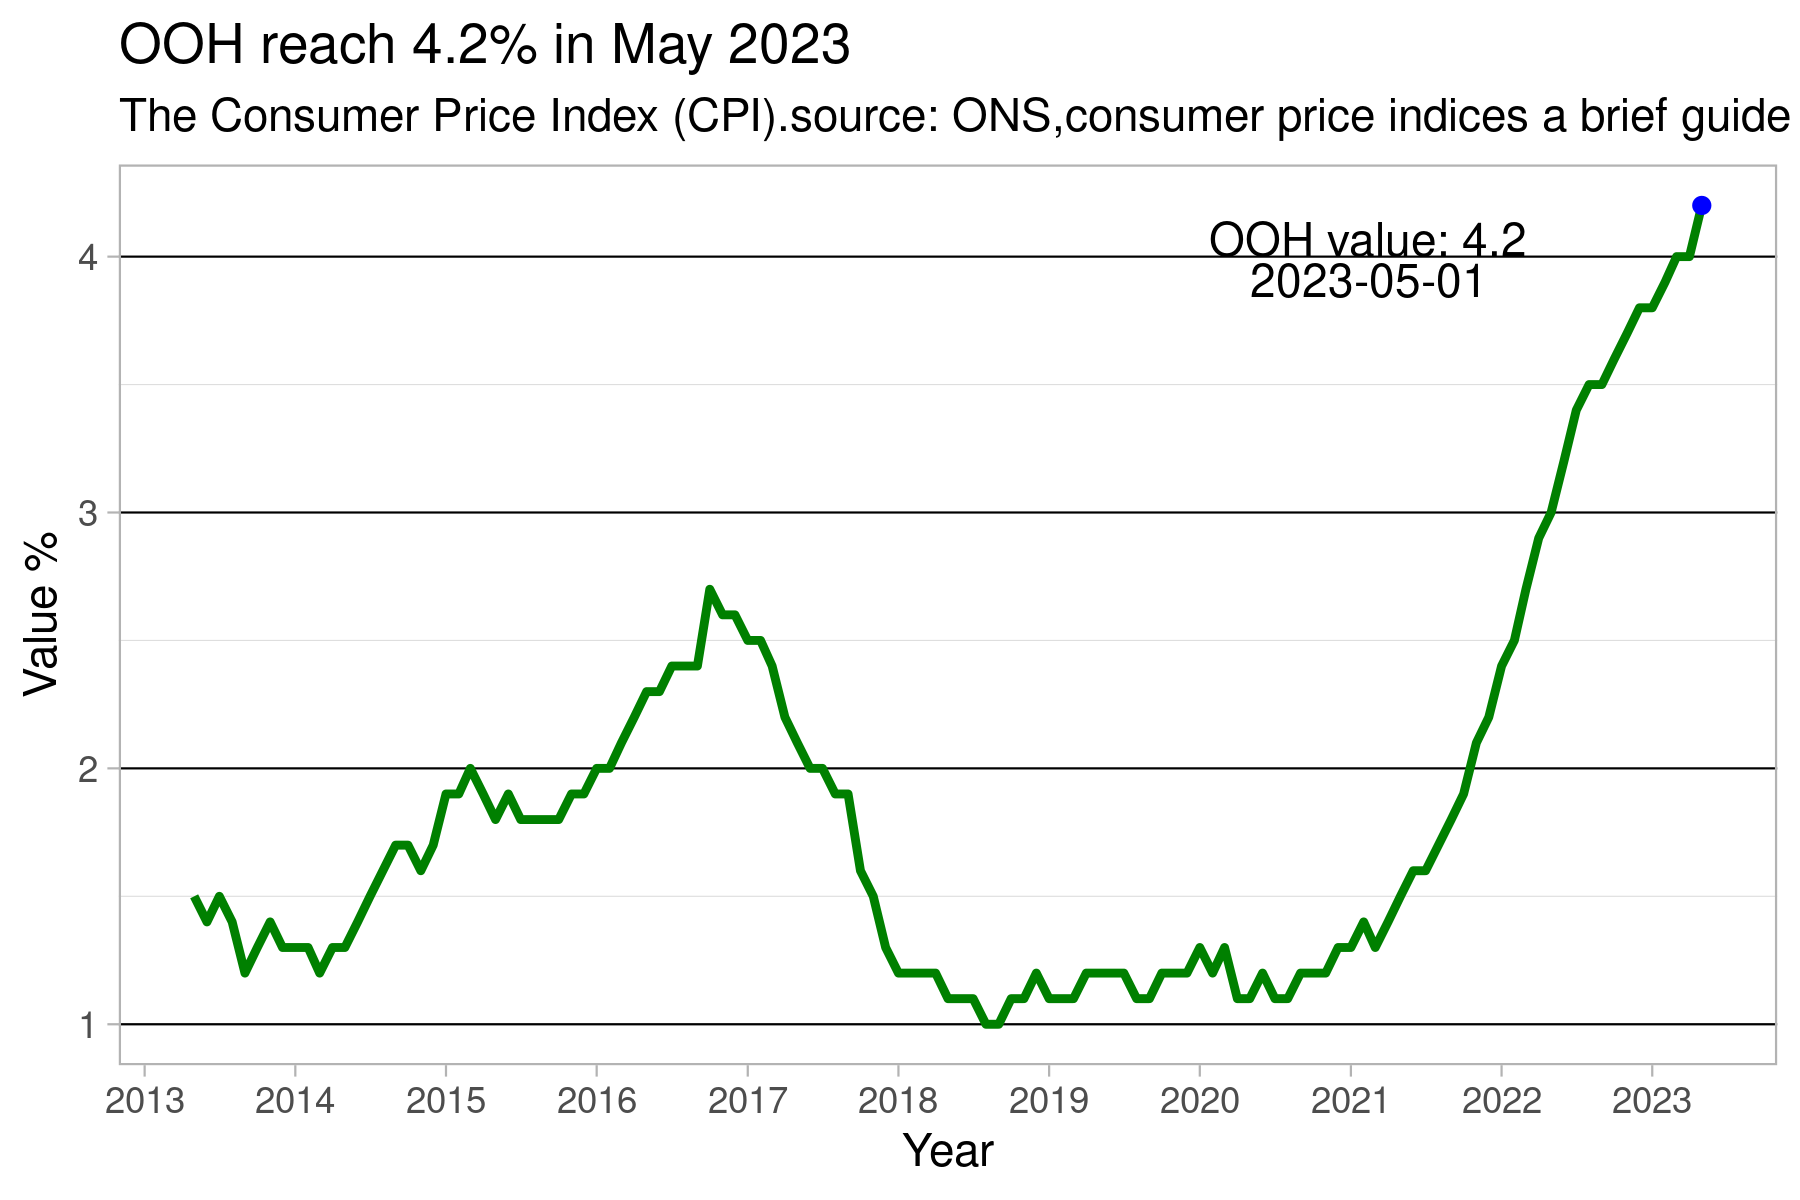 OOH reach 4.2% in May 2023
The Consumer Price Index (CPI).source: ONS,consumer price indices a brief guide
OOH value: 4.2
2023-05-01
4
3
2
1
Value %
2013 2014 2015 2016 2017 2018 2019 2020 2021 2022 2023
Year